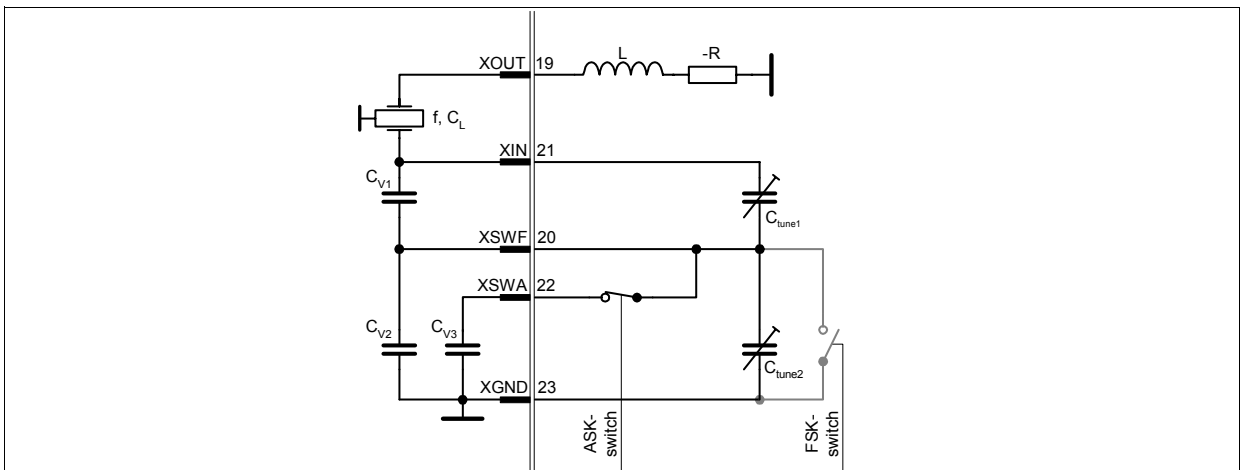 XOUT 19 L -R
f, CL
XIN 21
CV1
Ctune1
XSWF 20
XSWA 22
CV2 CV3
Ctune2
XGND 23
ASK-
switch
FSK-
switch